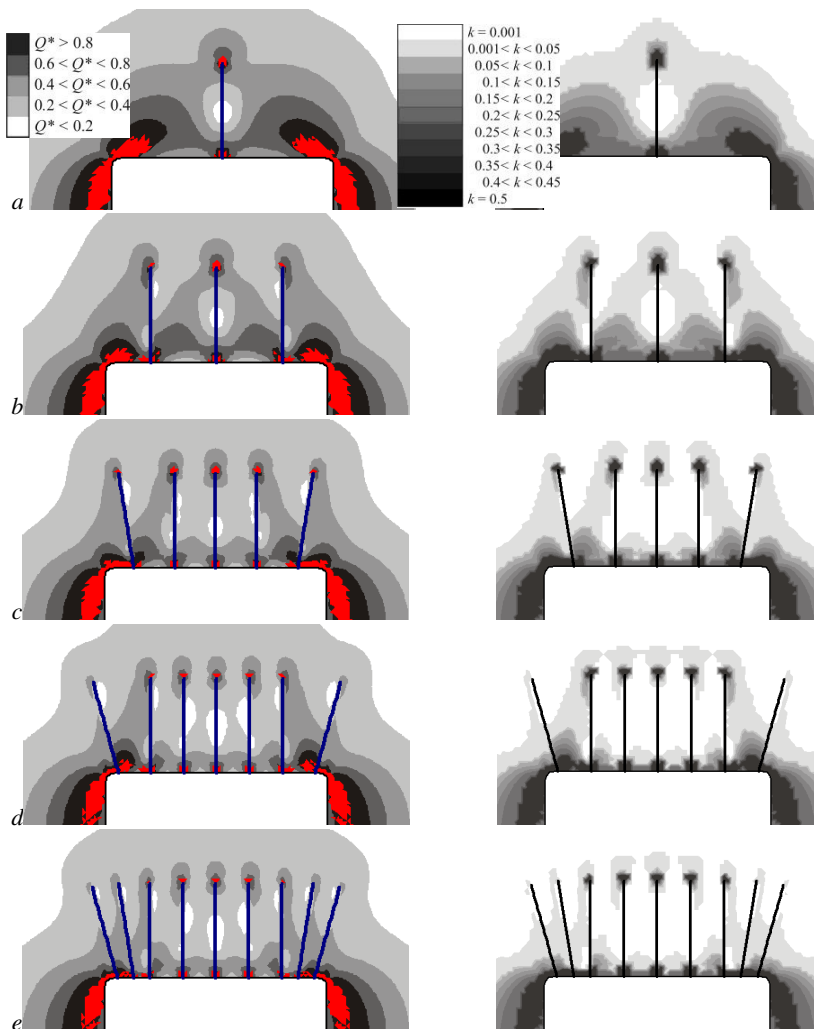 Q* > 0.8
0.6 < Q* < 0.8
0.4 < Q* < 0.6
0.2 < Q* < 0.4
Q* < 0.2
k = 0.001
0.001< k < 0.05
0.05< k < 0.1
0.1< k < 0.15
0.15< k < 0.2
0.2< k < 0.25
0.25< k < 0.3
0.3< k < 0.35
0.35< k < 0.4
0.4< k < 0.45
k = 0.5
a
b
c
d
e